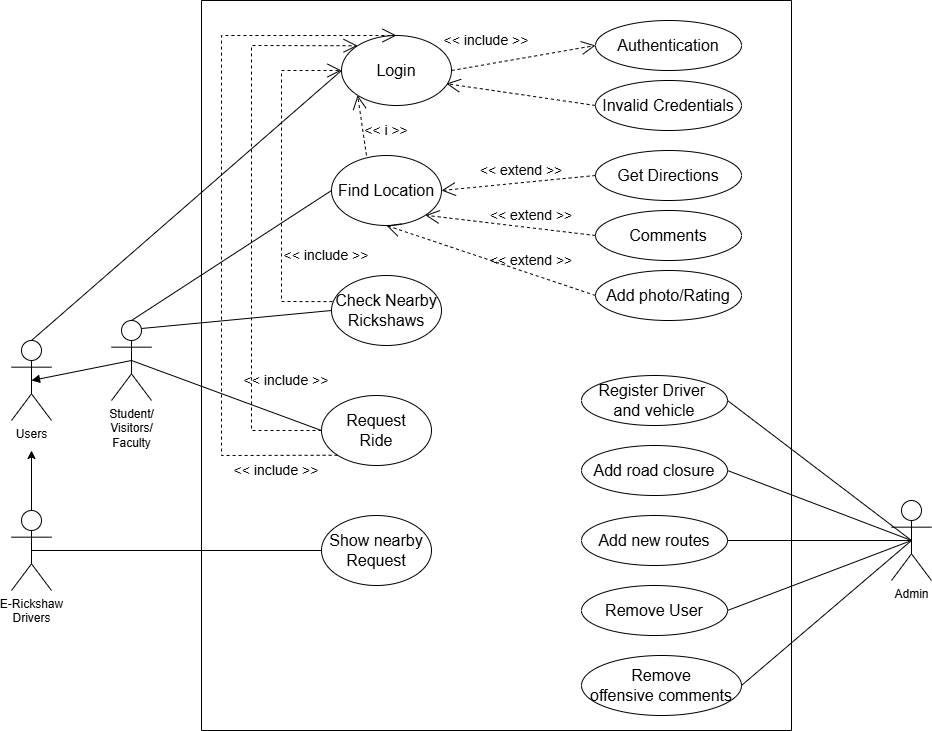 << include >>
Authentication
Login
Invalid Credentials
<< i >>
<< extend >>
Get Directions
Find Location
<< extend >>
Comments
<< include >>
<< extend >>
Add photo/Rating
Check Nearby
Rickshaws
<< include >>
Users
Student/
Visitors/
Faculty
Request
Ride
<< include >>
Register Driver
and vehicle
Add road closure
Show nearby
Request
Add new routes
E-Rickshaw
Drivers
Admin
Remove User
Remove
offensive comments